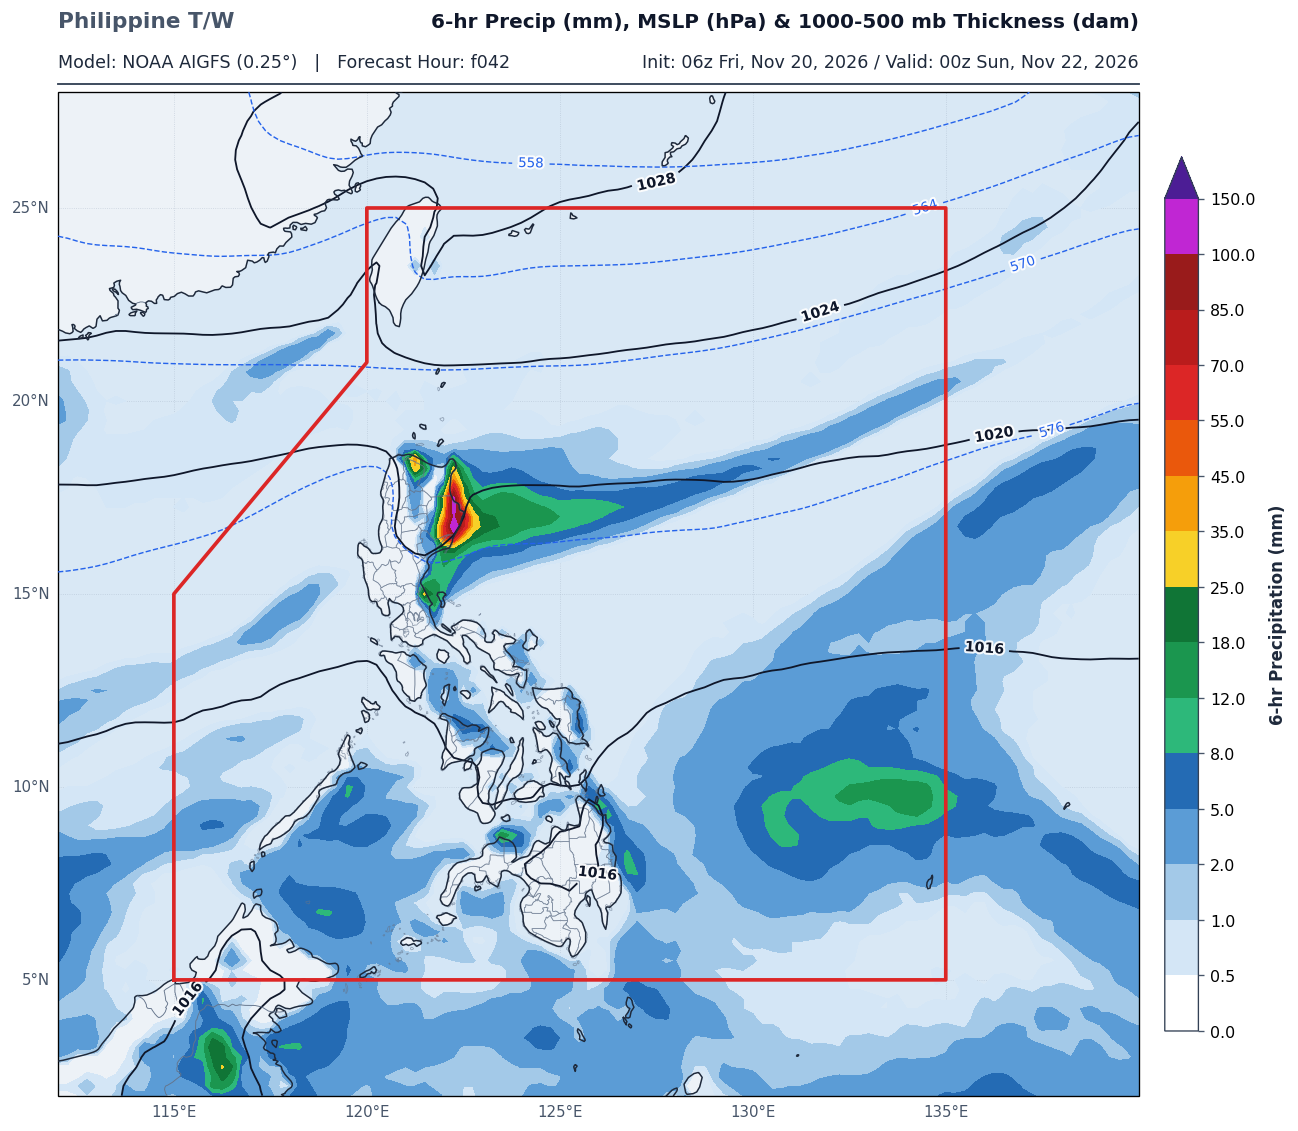 Philippine T/W
6-hr Precip (mm), MSLP (hPa) & 1000-500 mb Thickness (dam)
Model: NOAA AIGFS (0.25°) | Forecast Hour: f042
Init: 06z Fri, Nov 20, 2026 / Valid: 00z Sun, Nov 22, 2026
558
1028
564
570
1024
1020
576
1016
1016
1016
25°N
20°N
15°N
10°N
5°N
115°E
120°E
125°E
130°E
135°E
150.0
100.0
85.0
70.0
55.0
45.0
35.0
25.0
18.0
12.0
8.0
5.0
2.0
1.0
0.5
0.0
6-hr Precipitation (mm)